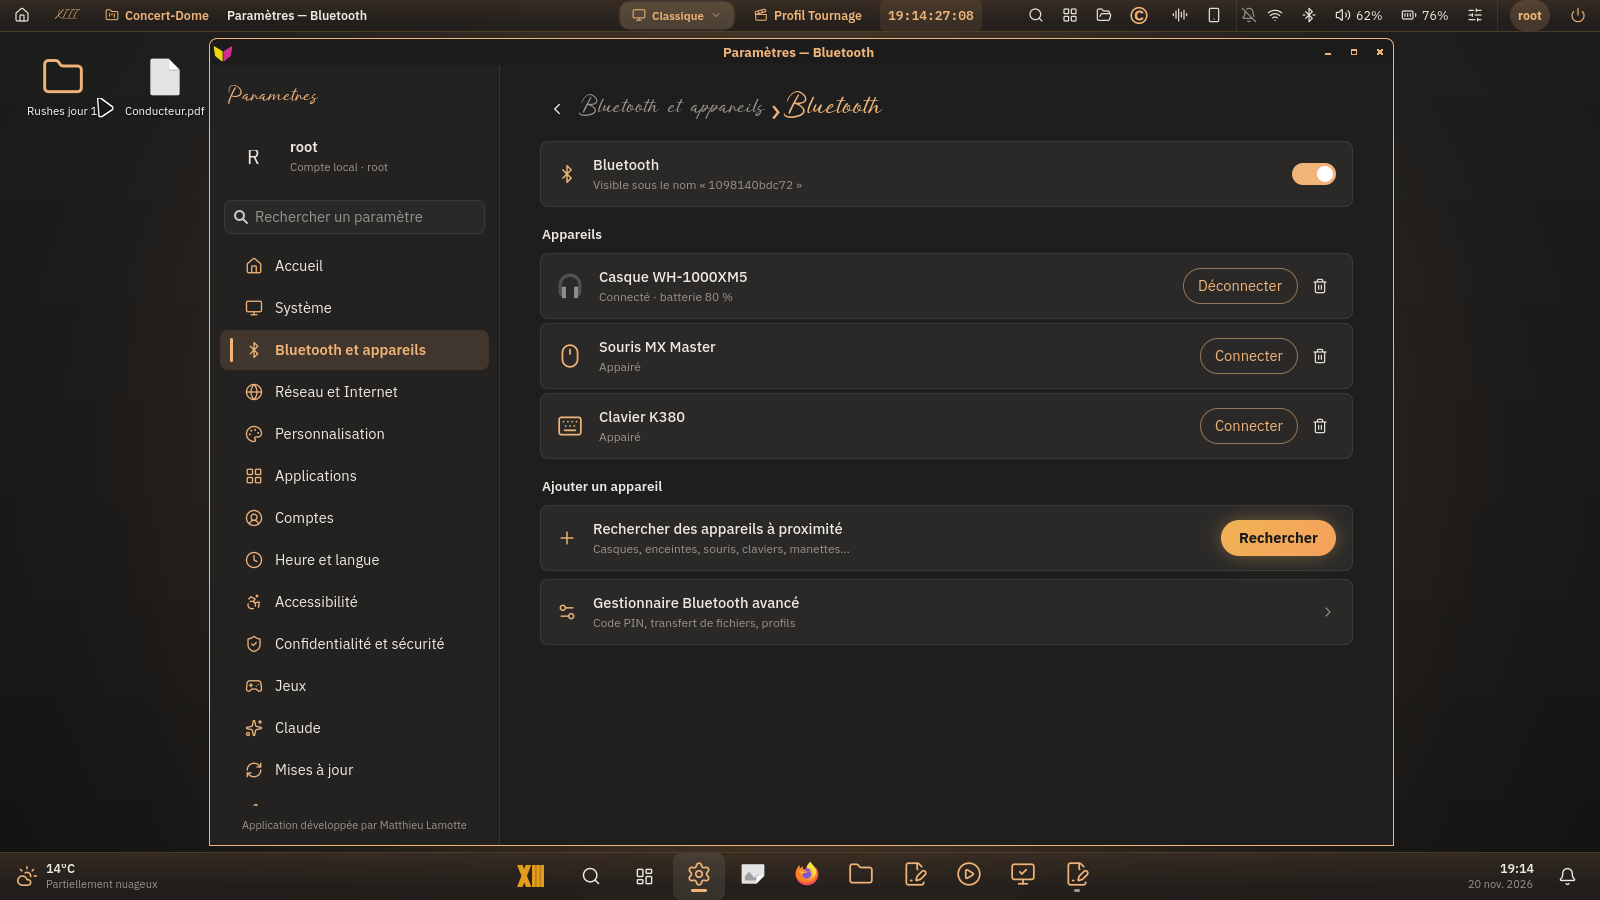 Concert-Dome Paramètres — Bluetooth Classique Profil Tournage 19:14:27:08 62% 76% root
Rushes jour 1
Conducteur.pdf
Paramètres — Bluetooth
Parametres
root
Compte local · root
Rechercher un paramètre
Accueil
Système
Bluetooth et appareils
Réseau et Internet
Personnalisation
Applications
Comptes
Heure et langue
Accessibilité
Confidentialité et sécurité
Jeux
Claude
Mises à jour
Application développée par Matthieu Lamotte
Bluetooth et appareils › Bluetooth
Bluetooth
Visible sous le nom « 1098140bdc72 »
Appareils
Casque WH-1000XM5
Connecté · batterie 80 %
Déconnecter
Souris MX Master
Appairé
Connecter
Clavier K380
Appairé
Connecter
Ajouter un appareil
Rechercher des appareils à proximité
Casques, enceintes, souris, claviers, manettes...
Rechercher
Gestionnaire Bluetooth avancé
Code PIN, transfert de fichiers, profils
14°C
Partiellement nuageux
XIII
19:14
20 nov. 2026